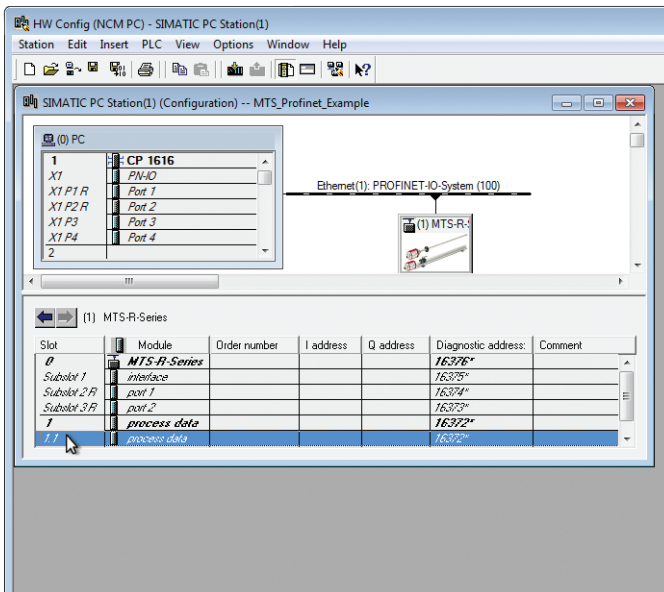 HW Config (NCM PC) - SIMATIC PC Station(1)
Station Edit Insert PLC View Options Window Help
SIMATIC PC Station(1) (Configuration) -- MTS_Profinet_Example
(0) PC
1 CP 1616
X1 PN-IO
X1 P1 R Port 1
X1 P2 R Port 2
X1 P3 Port 3
X1 P4 Port 4
2
Ethernet(1): PROFINET-IO-System (100)
(1) MTS-R-S
(1) MTS-R-Series
Slot Module Order number I address Q address Diagnostic address: Comment
0 MTS-R-Series 16376*
Subslot 1 interface 16375*
Subslot 2 R port 1 16374*
Subslot 3 R port 2 16373*
1 process data 16372*
1.1 process data 16372*